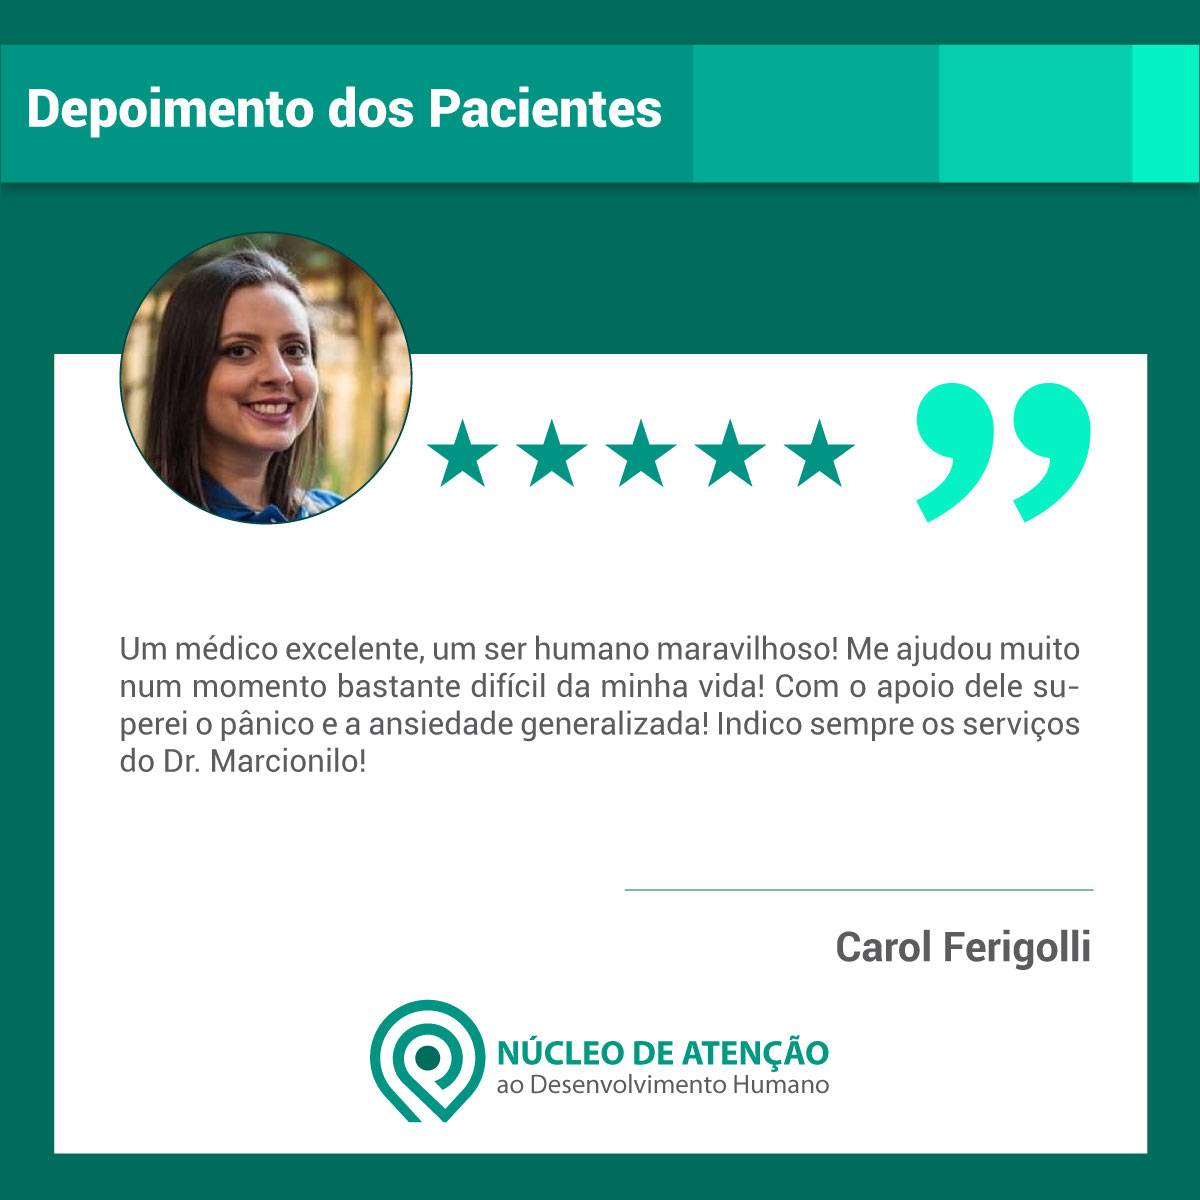 Depoimento dos Pacientes
Um médico excelente, um ser humano maravilhoso! Me ajudou muito
num momento bastante difícil da minha vida! Com o apoio dele su-
perei o pânico e a ansiedade generalizada! Indico sempre os serviços
do Dr. Marcionilo!
Carol Ferigolli
NÚCLEO DE ATENÇÃO
ao Desenvolvimento Humano